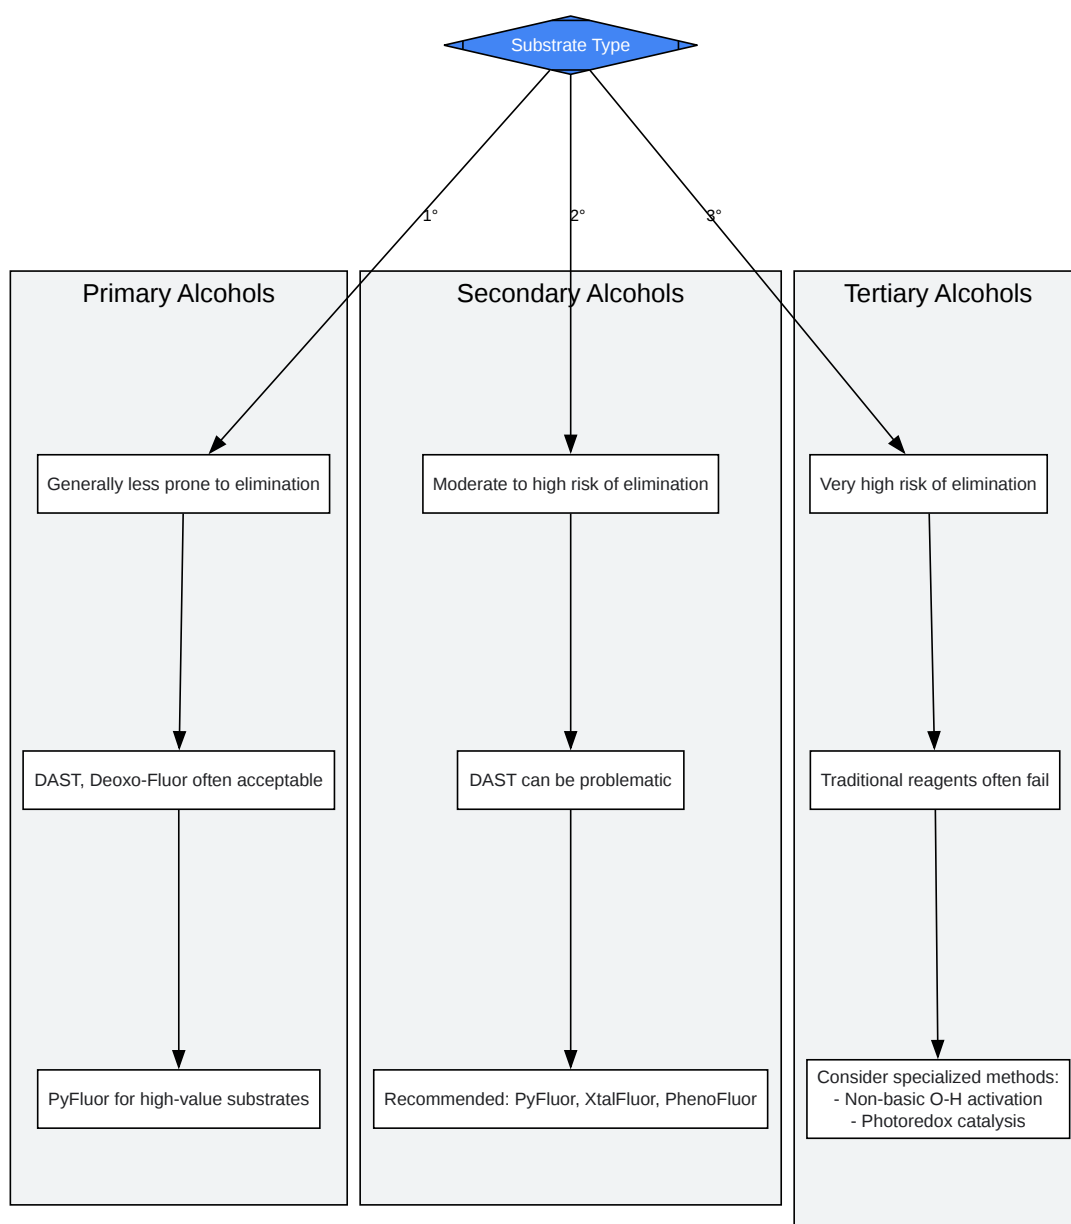 Substrate Type
1°
2°
3°
Primary Alcohols
Secondary Alcohols
Tertiary Alcohols
Generally less prone to elimination
Moderate to high risk of elimination
Very high risk of elimination
DAST, Deoxo-Fluor often acceptable
DAST can be problematic
Traditional reagents often fail
PyFluor for high-value substrates
Recommended: PyFluor, XtalFluor, PhenoFluor
Consider specialized methods:
- Non-basic O-H activation
- Photoredox catalysis